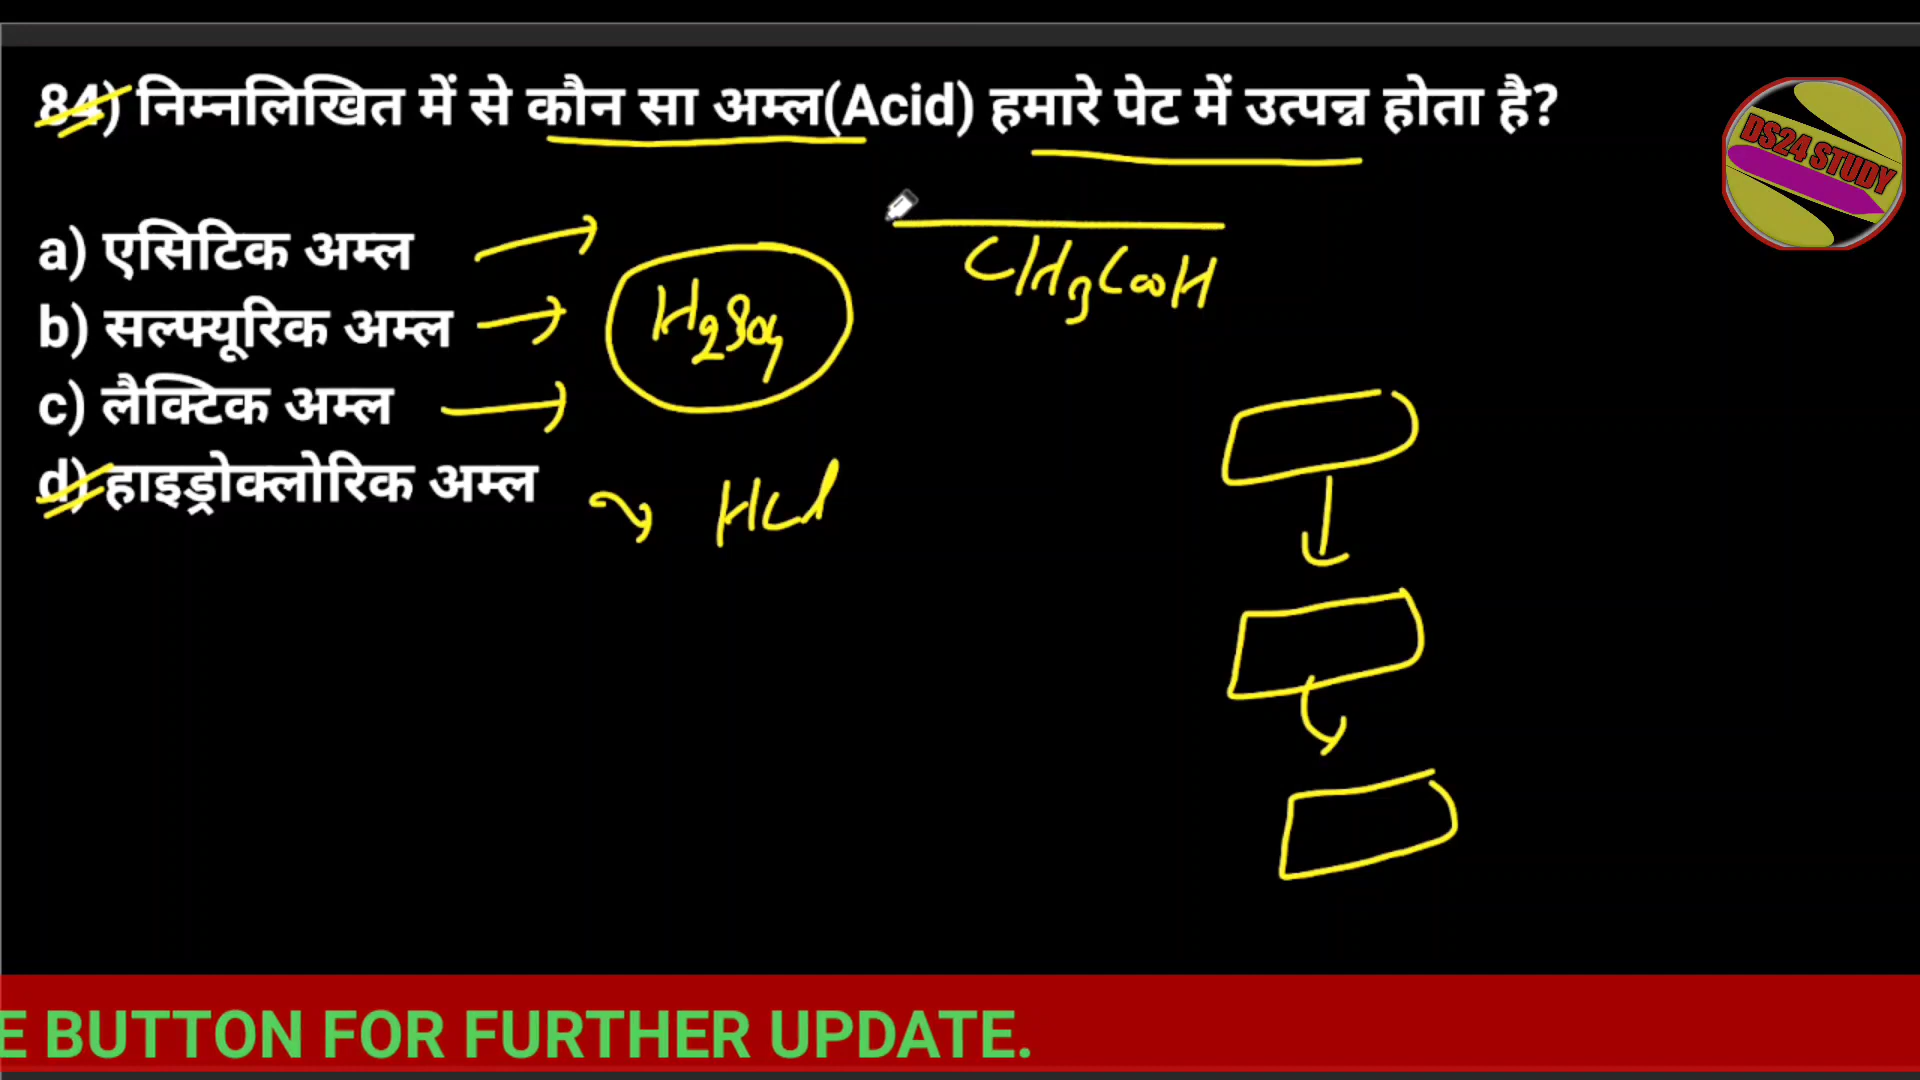 84) निम्नलिखित में से कौन सा अम्ल(Acid) हमारे पेट में उत्पन्न होता है?
DS24 STUDY
a) एसिटिक अम्ल
CH3COOH
b) सल्फ्यूरिक अम्ल
H2SO4
c) लैक्टिक अम्ल
d) हाइड्रोक्लोरिक अम्ल
HCl
E BUTTON FOR FURTHER UPDATE.